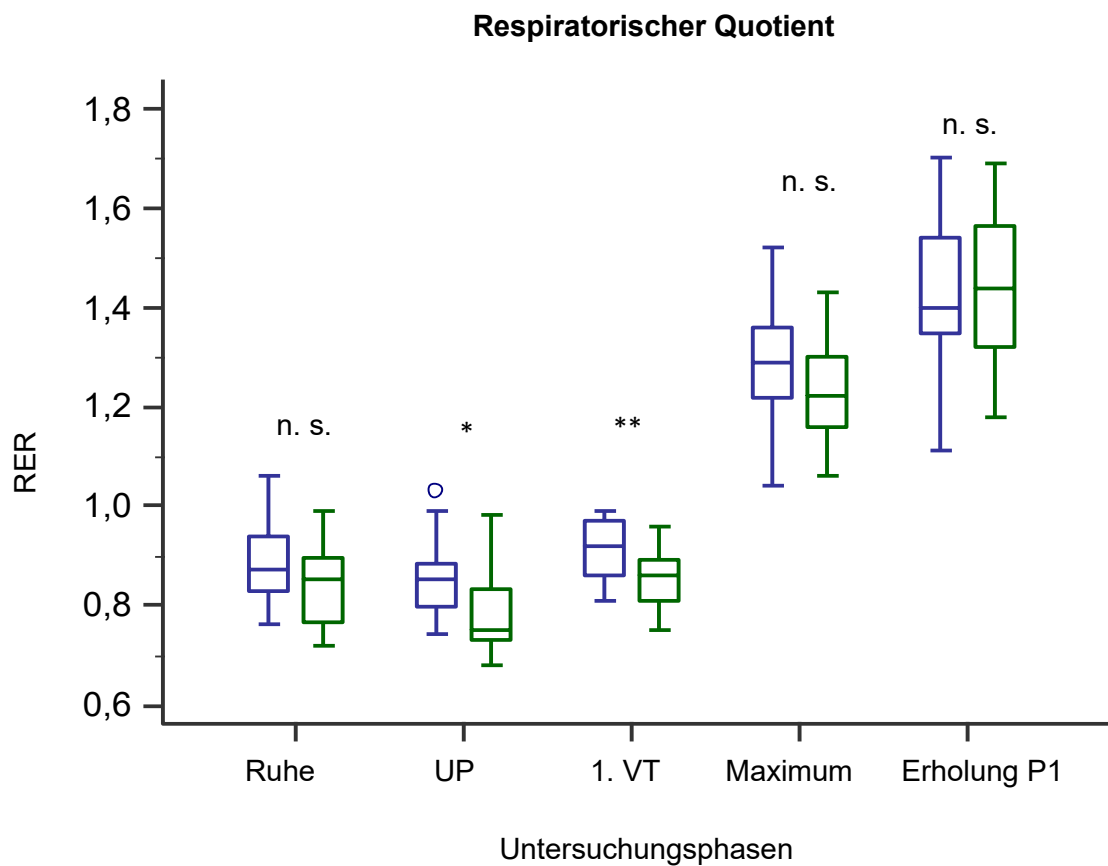 Respiratorischer Quotient
1,8
1,6
1,4
1,2
1,0
0,8
0,6
RER
n. s.
*
**
n. s.
n. s.
Ruhe UP 1. VT Maximum Erholung P1
Untersuchungsphasen